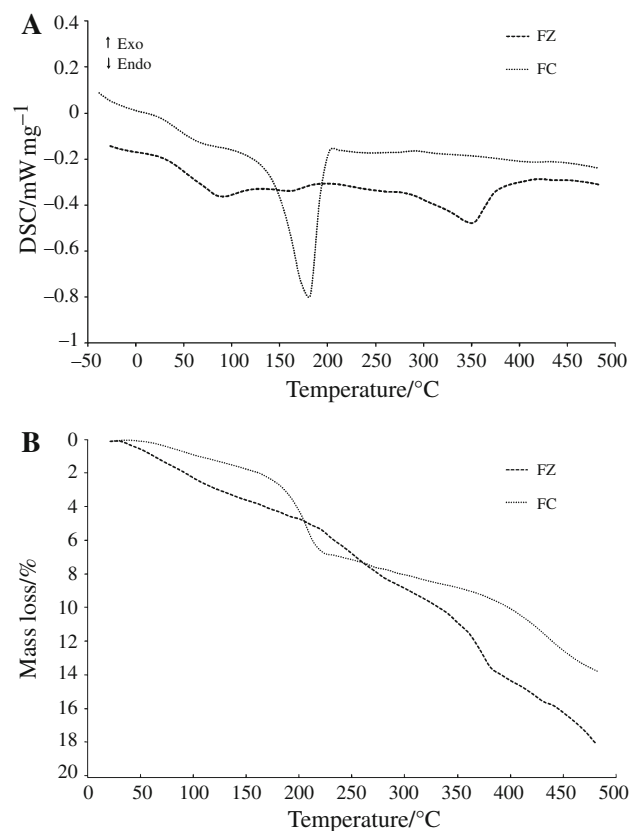 A
↑ Exo
↓ Endo
FZ
FC
0.4
0.2
0
–0.2
–0.4
–0.6
–0.8
–1
DSC/mW mg–1
–50 0 50 100 150 200 250 300 350 400 450 500
Temperature/°C
B
FZ
FC
0
2
4
6
8
10
12
14
16
18
20
Mass loss/%
0 50 100 150 200 250 300 350 400 450 500
Temperature/°C